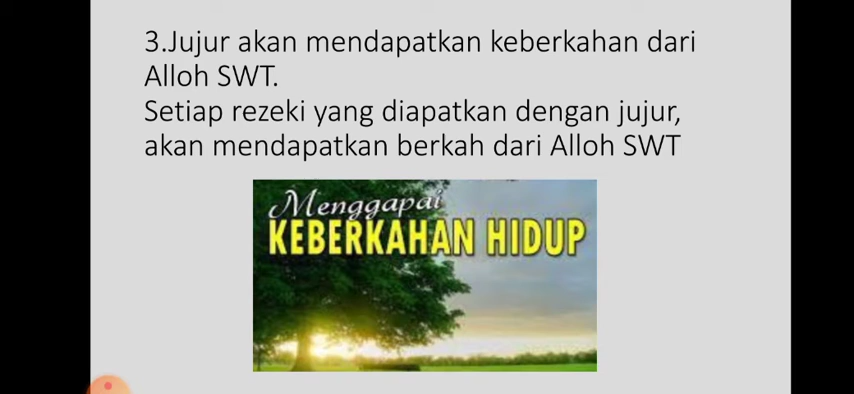 3.Jujur akan mendapatkan keberkahan dari
Alloh SWT.
Setiap rezeki yang diapatkan dengan jujur,
akan mendapatkan berkah dari Alloh SWT
Menggapai
KEBERKAHAN HIDUP